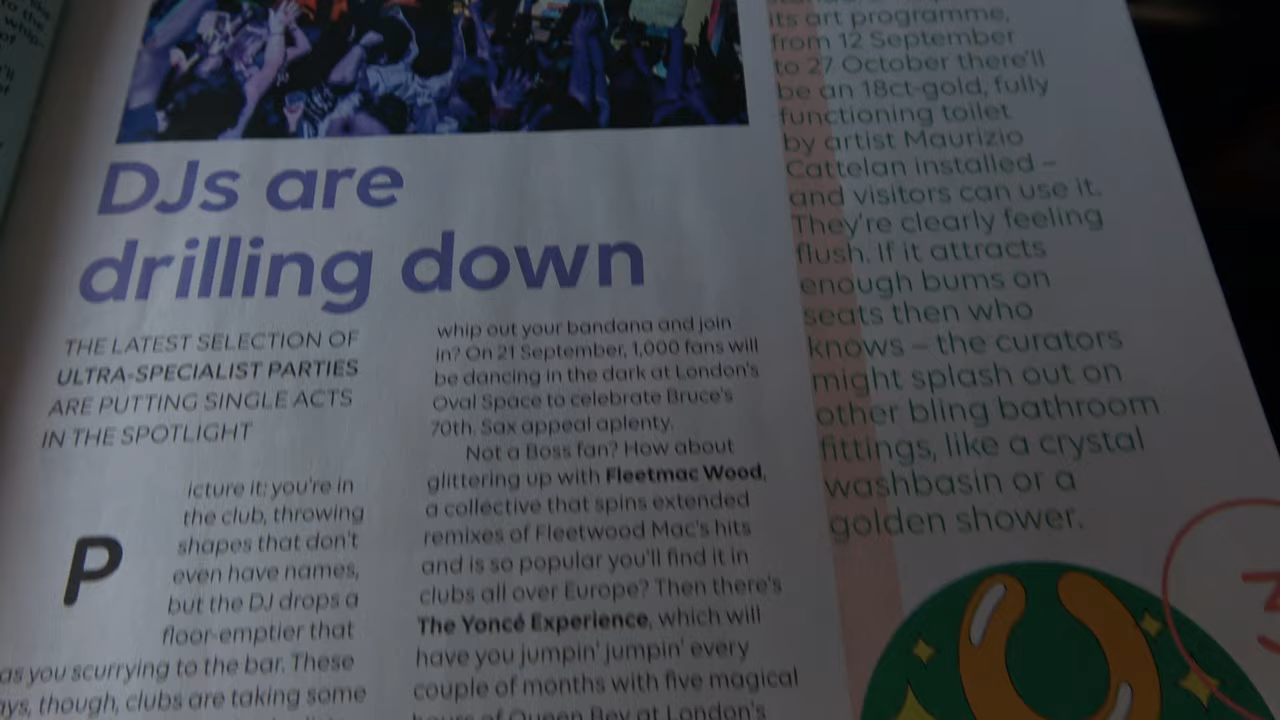 DJs are
drilling down
THE LATEST SELECTION OF
ULTRA-SPECIALIST PARTIES
ARE PUTTING SINGLE ACTS
IN THE SPOTLIGHT
Picture it: you're in
the club, throwing
shapes that don't
even have names,
but the DJ drops a
floor-emptier that
as you scurrying to the bar. These
though, clubs are taking some
whip out your bandana and join
in? On 21 September, 1,000 fans will
be dancing in the dark at London's
Oval Space to celebrate Bruce's
70th. Sax appeal aplenty.
Not a Boss fan? How about
glittering up with Fleetmac Wood,
a collective that spins extended
remixes of Fleetwood Mac's hits
and is so popular you'll find it in
clubs all over Europe? Then there's
The Yoncé Experience, which will
have you jumpin' jumpin' every
couple of months with five magical
hours of Queen Bey at London's
its art programme,
from 12 September
to 27 October there'll
be an 18ct-gold, fully
functioning toilet
by artist Maurizio
Cattelan installed –
and visitors can use it.
They're clearly feeling
flush. If it attracts
enough bums on
seats then who
knows – the curators
might splash out on
other bling bathroom
fittings, like a crystal
washbasin or a
golden shower.